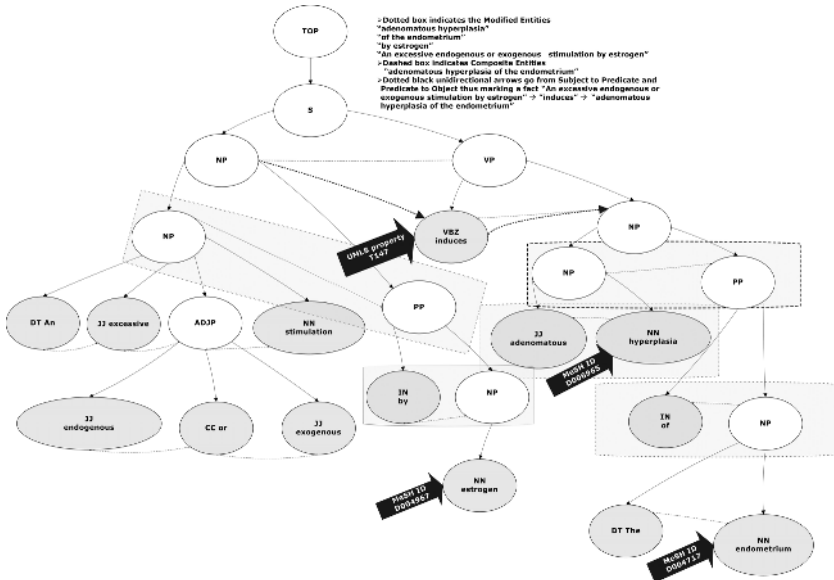 TOP
➢Dotted box indicates the Modified Entities
"adenomatous hyperplasia"
"of the endometrium"
"by estrogen"
"An excessive endogenous or exogenous stimulation by estrogen"
➢Dashed box indicates Composite Entities
"adenomatous hyperplasia of the endometrium"
➢Dotted black unidirectional arrows go from Subject to Predicate and
Predicate to Object thus marking a fact "An excessive endogenous or
exogenous stimulation by estrogen" → "induces" → "adenomatous
hyperplasia of the endometrium"
S
NP
VP
NP
UMLS property
T147
VBZ
induces
NP
NP
PP
DT An
JJ excessive
ADJP
NN
stimulation
PP
JJ
adenomatous
NN
hyperplasia
MeSH ID
D006965
JJ
endogenous
CC or
JJ
exogenous
IN
by
NP
IN
of
NP
MeSH ID
D004967
NN
estrogen
DT The
MeSH ID
D004717
NN
endometrium